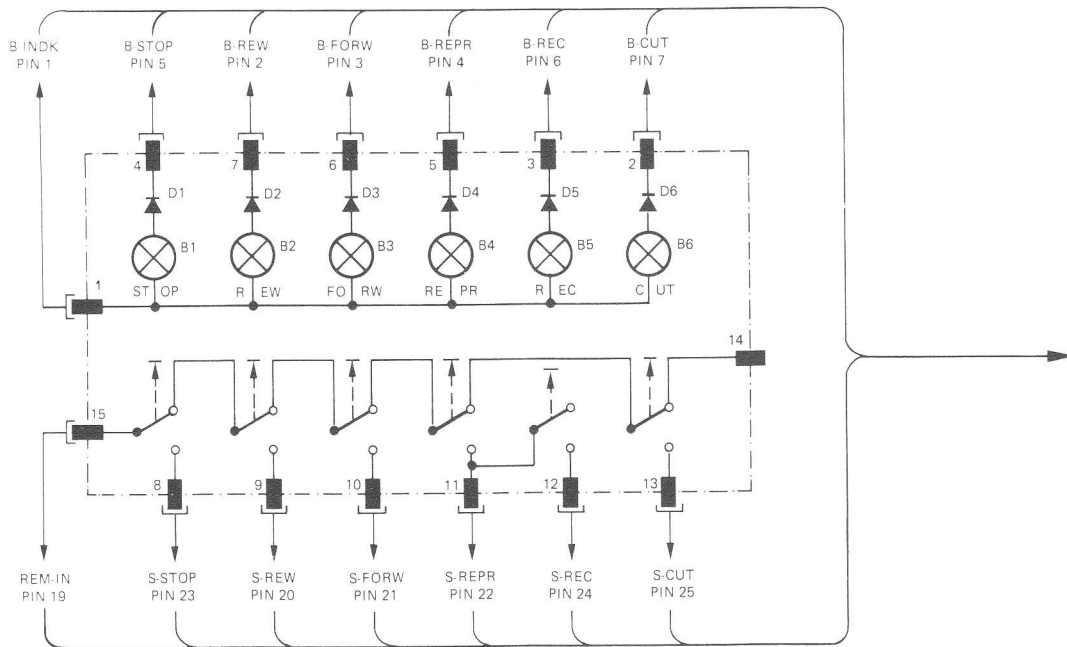 B-INDK B-STOP B-REW B-FORW B-REPR B-REC B-CUT
PIN 1 PIN 5 PIN 2 PIN 3 PIN 4 PIN 6 PIN 7
4 7 6 5 3 2
D1 D2 D3 D4 D5 D6
B1 B2 B3 B4 B5 B6
1 ST OP R EW FO RW RE PR R EC C UT
14
15
8 9 10 11 12 13
REM-IN S-STOP S-REW S-FORW S-REPR S-REC S-CUT
PIN 19 PIN 23 PIN 20 PIN 21 PIN 22 PIN 24 PIN 25